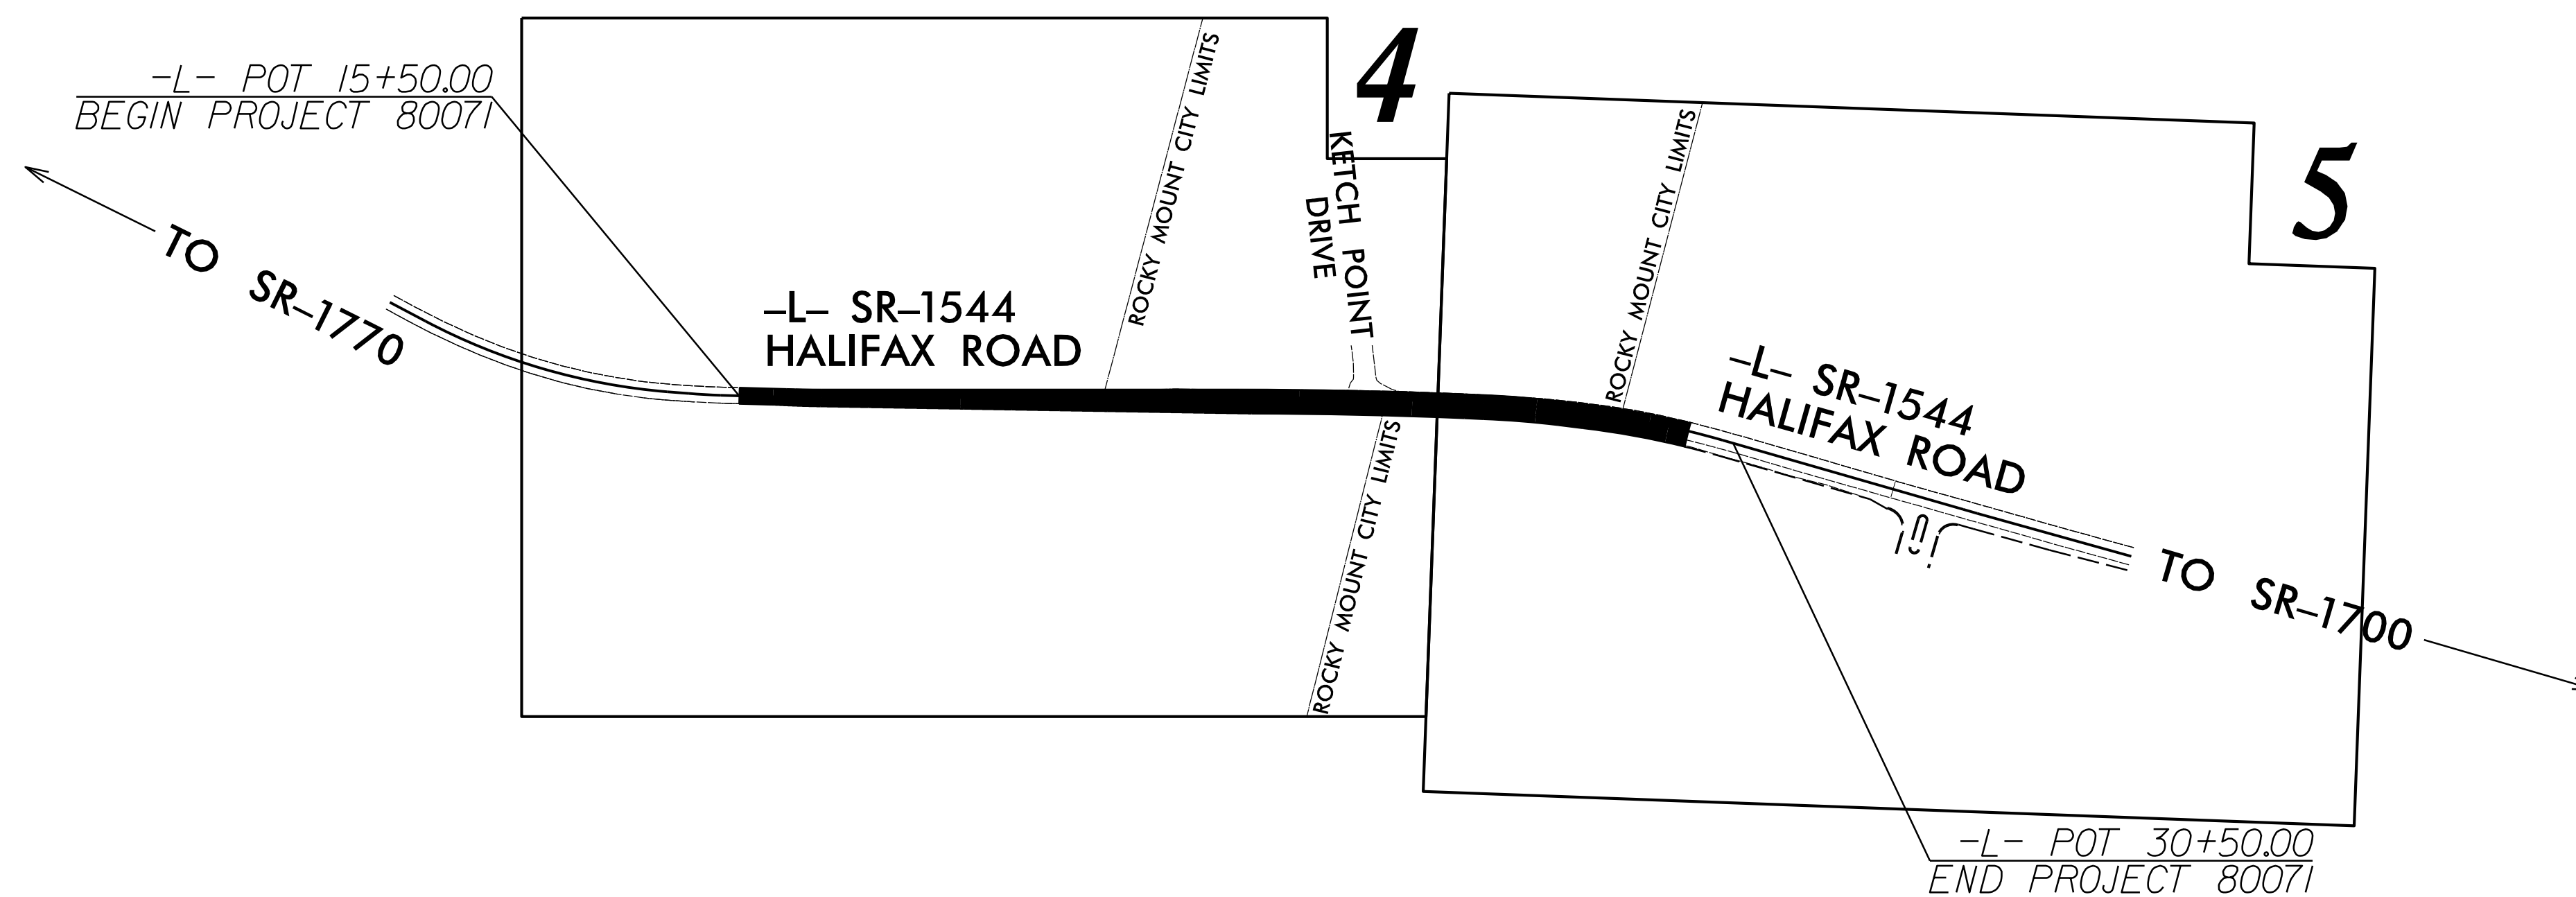 -L- POT 15+50.00
BEGIN PROJECT 80071
TO SR-1770
-L- SR-1544
HALIFAX ROAD
ROCKY MOUNT CITY LIMITS
4
KETCH POINT
DRIVE
ROCKY MOUNT CITY LIMITS
ROCKY MOUNT CITY LIMITS
5
-L- SR-1544
HALIFAX ROAD
TO SR-1700
-L- POT 30+50.00
END PROJECT 80071